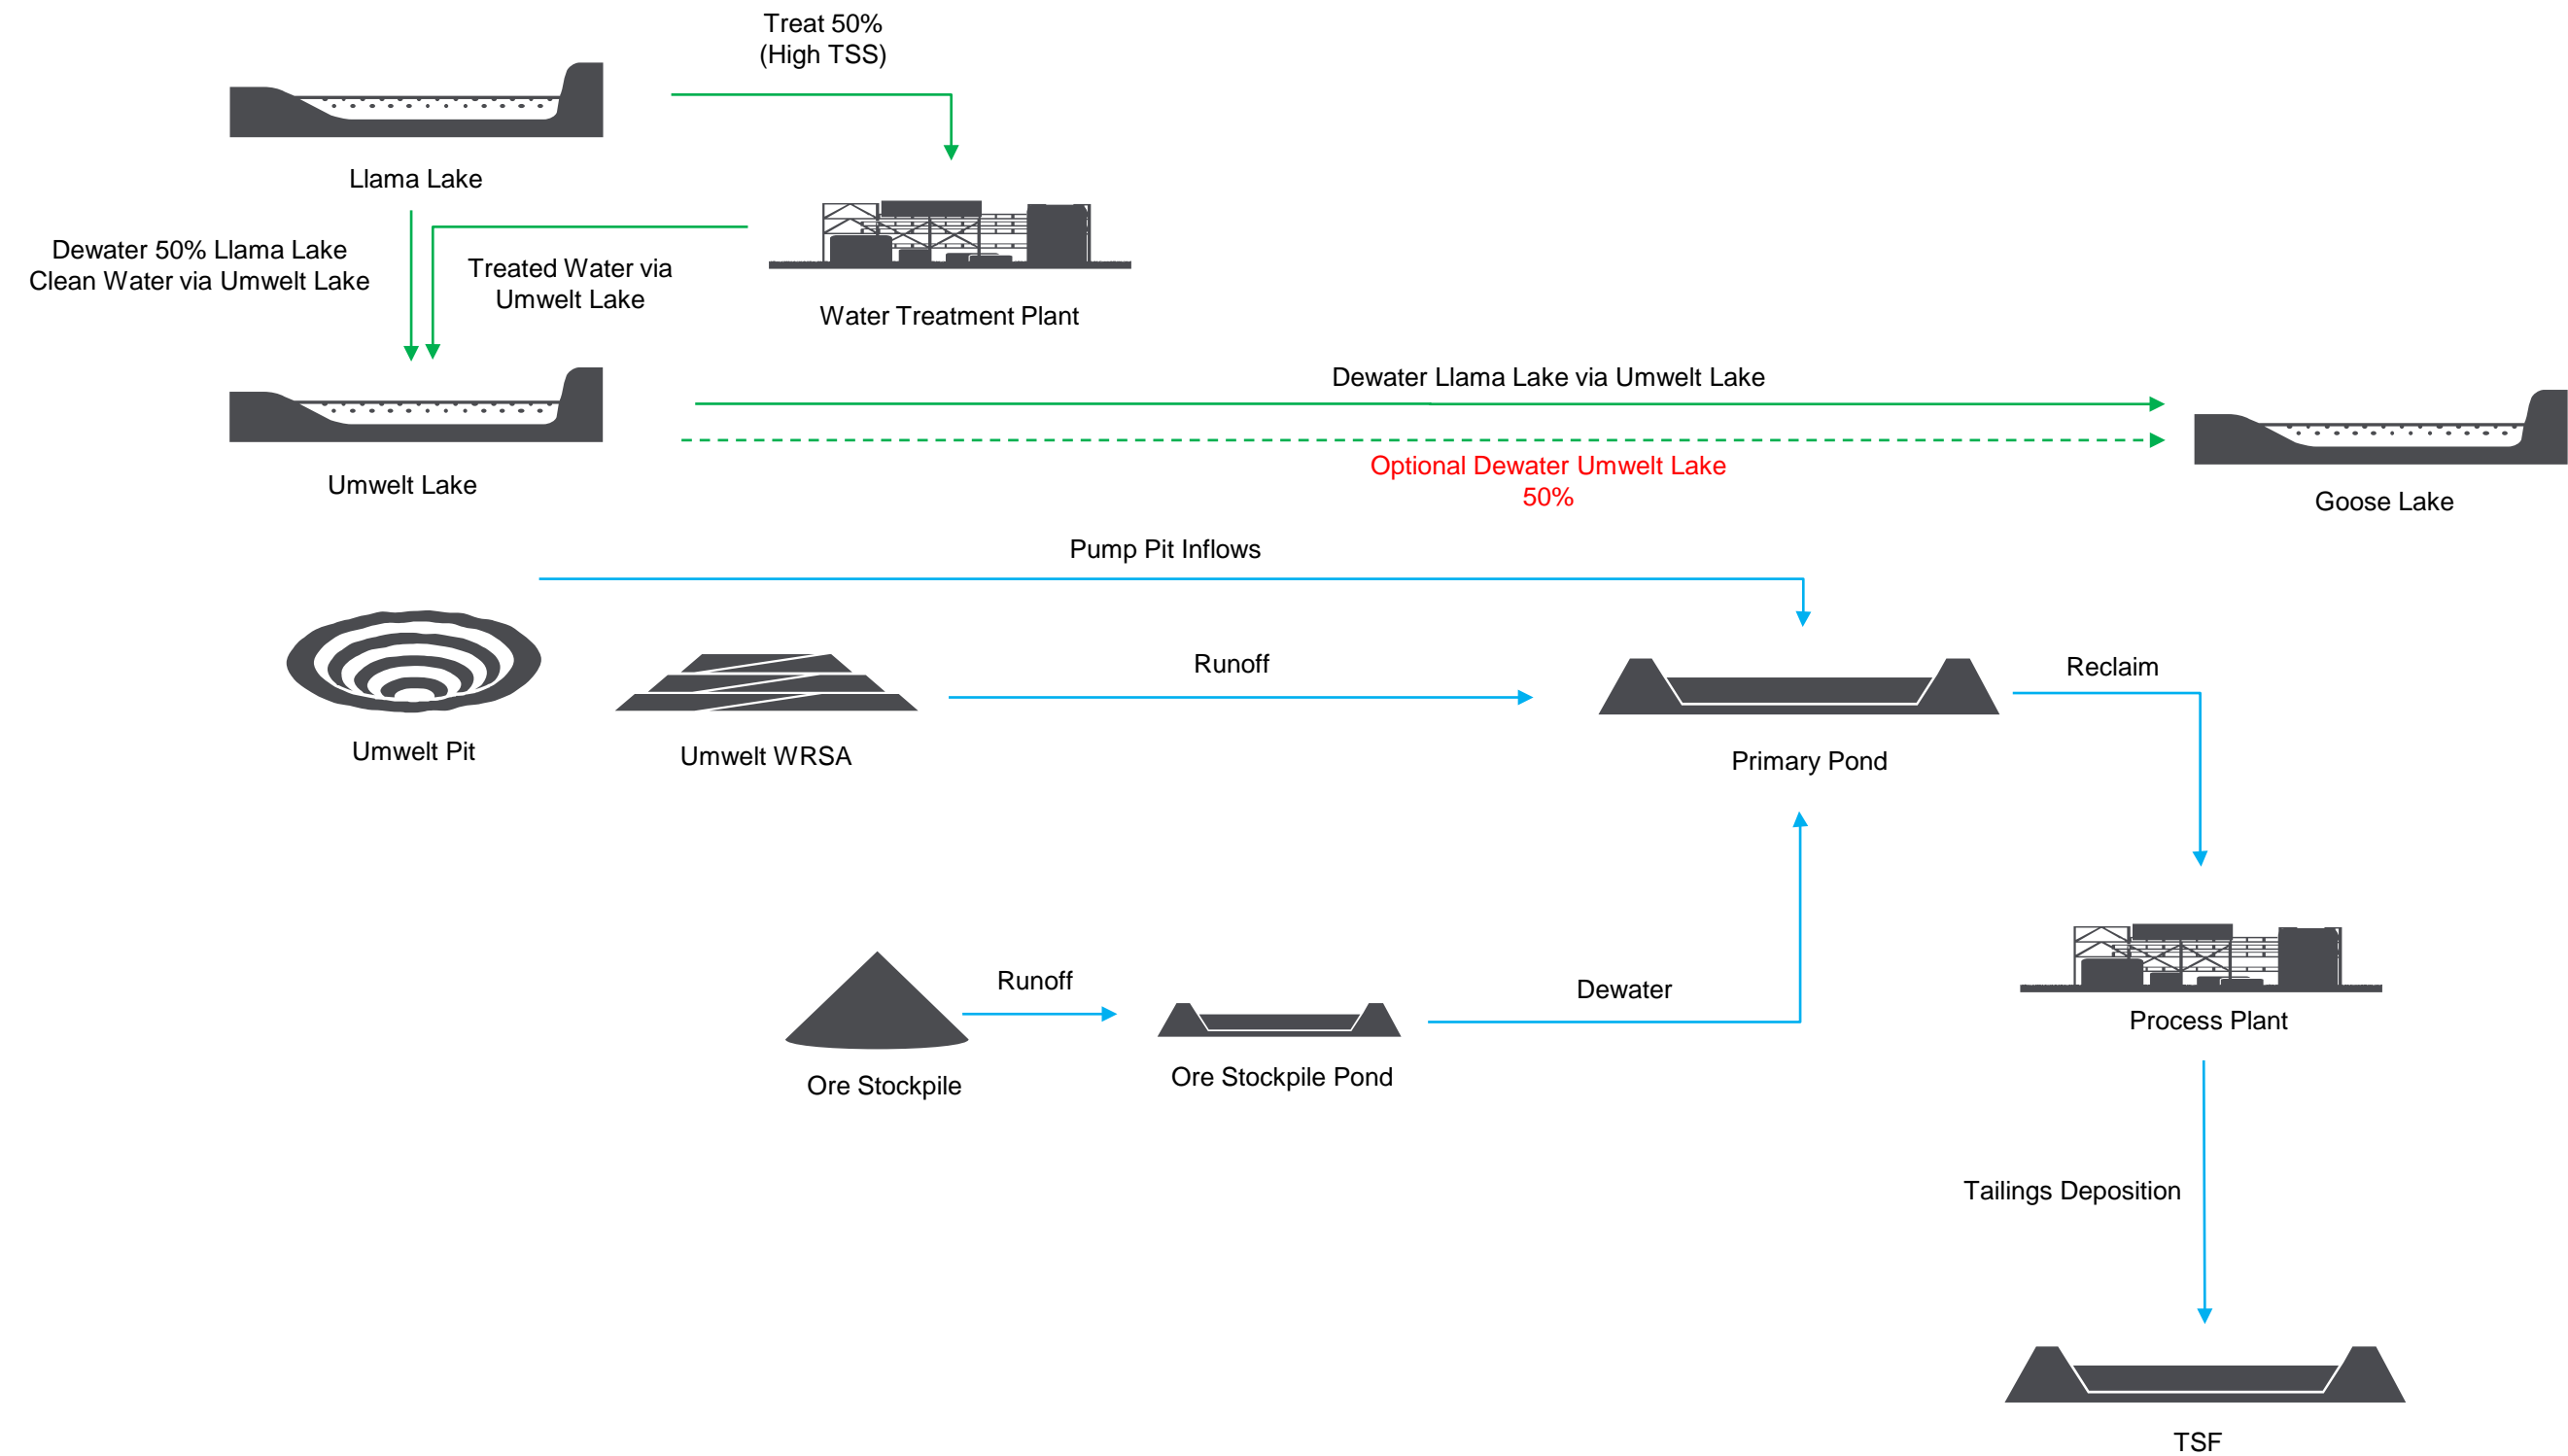 Treat 50%
(High TSS)
Llama Lake
Dewater 50% Llama Lake
Clean Water via Umwelt Lake
Treated Water via
Umwelt Lake
Water Treatment Plant
Dewater Llama Lake via Umwelt Lake
Optional Dewater Umwelt Lake
50%
Umwelt Lake
Goose Lake
Pump Pit Inflows
Runoff
Reclaim
Umwelt Pit
Umwelt WRSA
Primary Pond
Runoff
Dewater
Process Plant
Ore Stockpile
Ore Stockpile Pond
Tailings Deposition
TSF